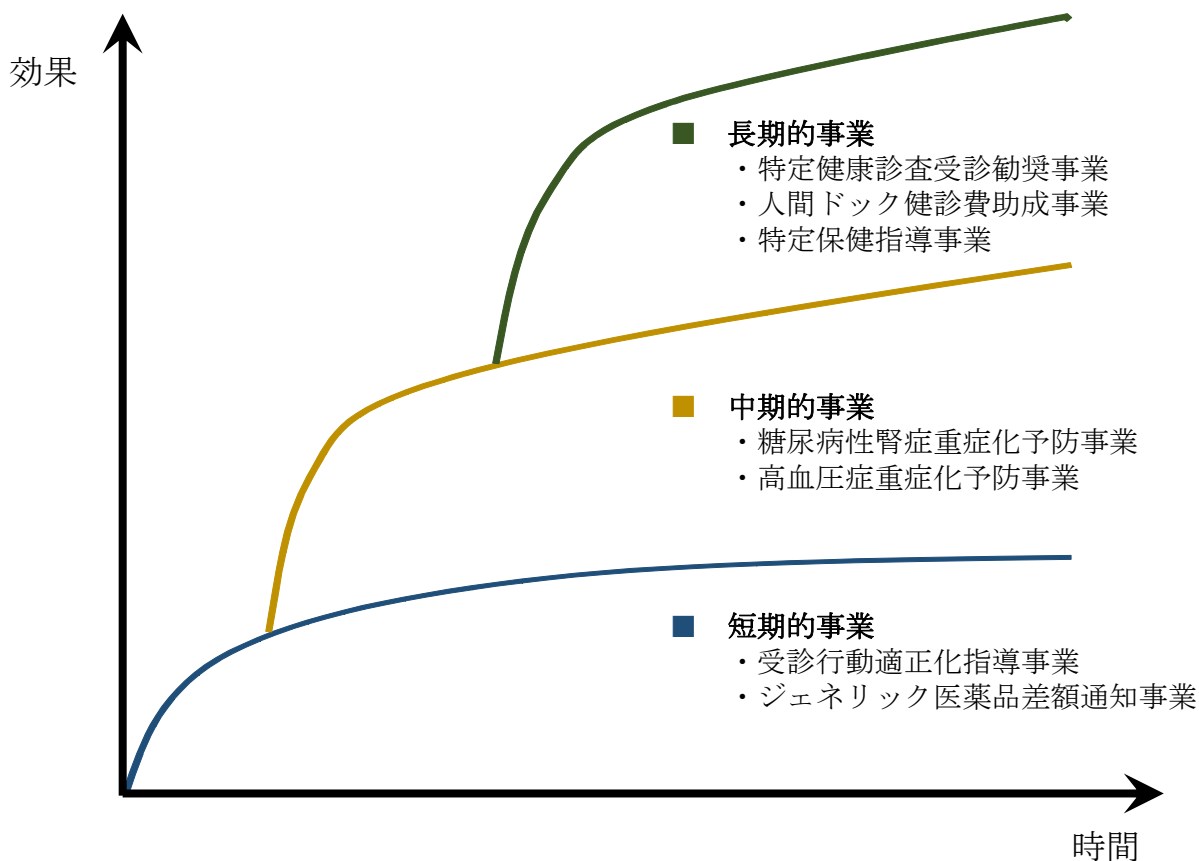 効果
■ 長期的事業
・特定健康診査受診勧奨事業
・人間ドック健診費助成事業
・特定保健指導事業
■ 中期的事業
・糖尿病性腎症重症化予防事業
・高血圧症重症化予防事業
■ 短期的事業
・受診行動適正化指導事業
・ジェネリック医薬品差額通知事業
時間